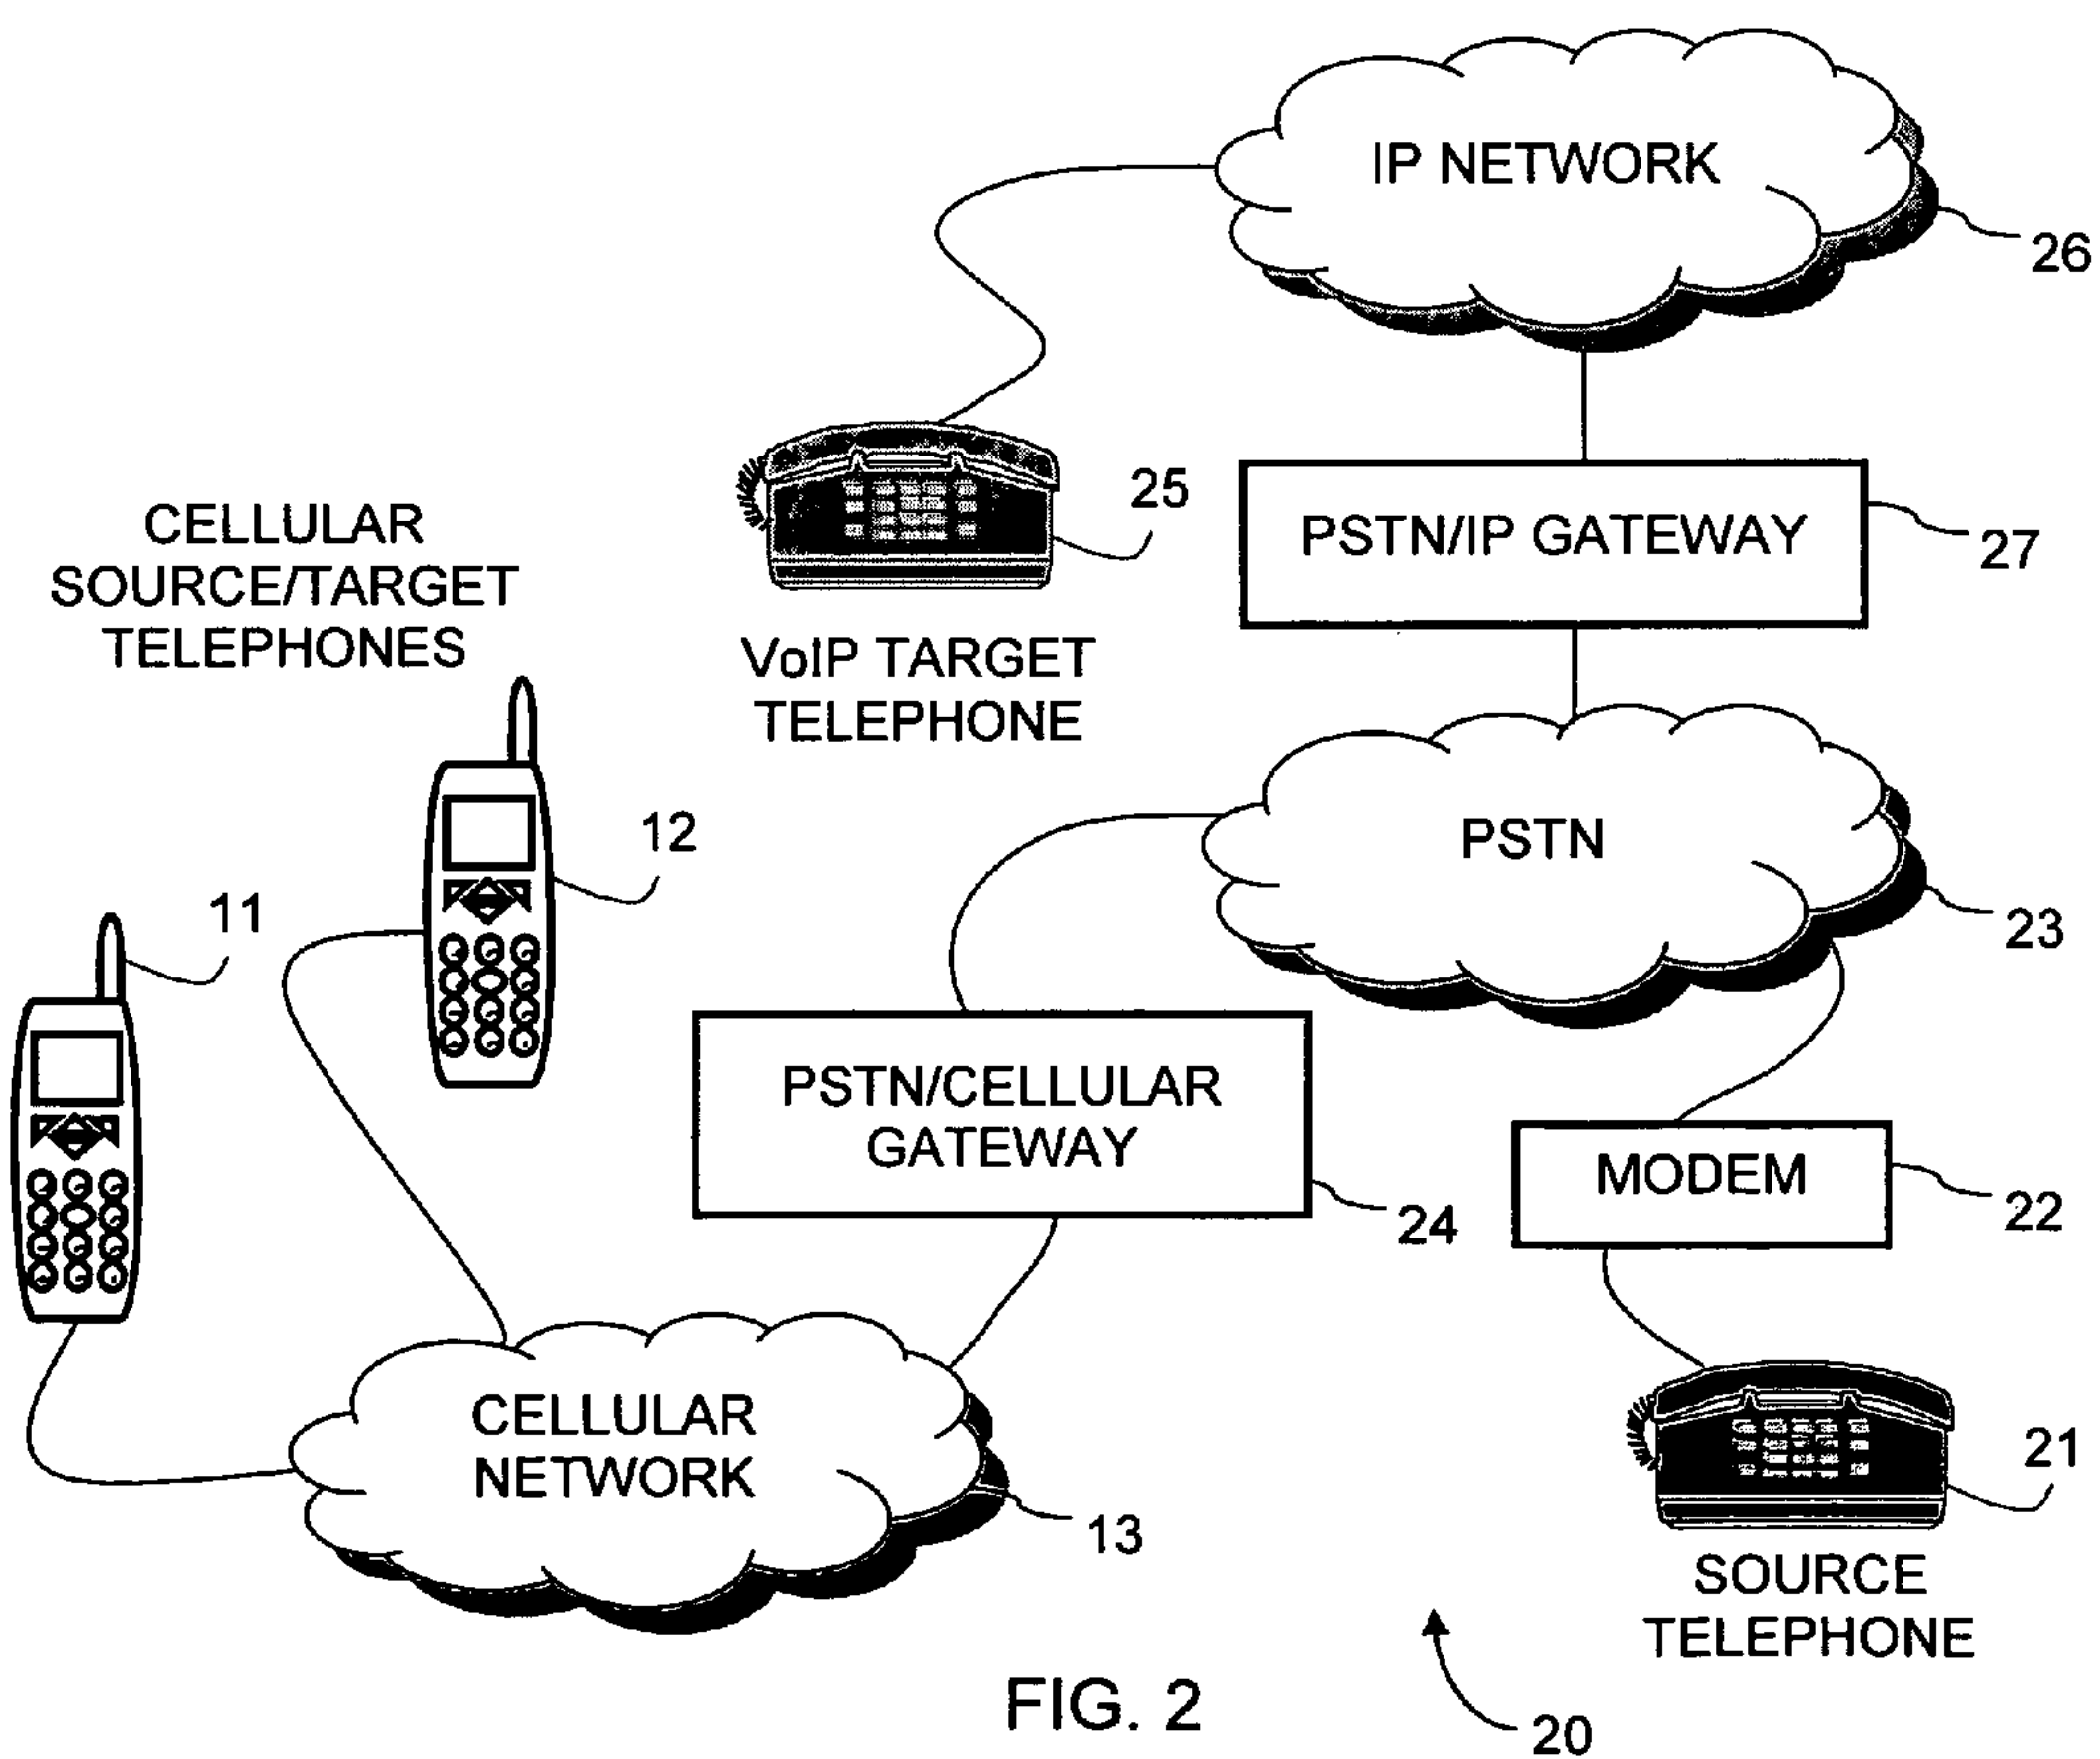 IP NETWORK
26
25
PSTN/IP GATEWAY
27
CELLULAR
SOURCE/TARGET
TELEPHONES
VoIP TARGET
TELEPHONE
12
PSTN
11
23
PSTN/CELLULAR
GATEWAY
24
MODEM
22
CELLULAR
NETWORK
13
21
SOURCE
TELEPHONE
FIG. 2
20